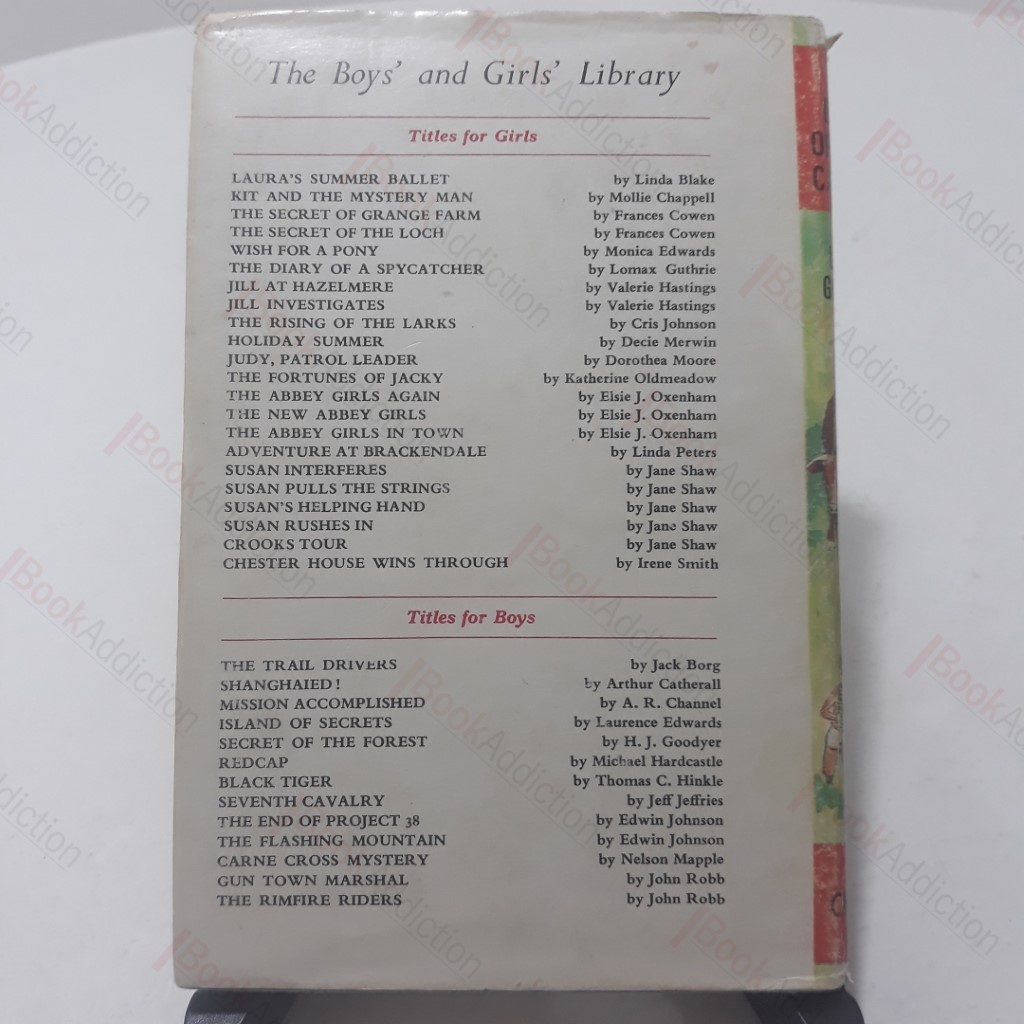 The Boys' and Girls' Library
Titles for Girls
LAURA'S SUMMER BALLET by Linda Blake
KIT AND THE MYSTERY MAN by Mollie Chappell
THE SECRET OF GRANGE FARM by Frances Cowen
THE SECRET OF THE LOCH by Frances Cowen
WISH FOR A PONY by Monica Edwards
THE DIARY OF A SPYCATCHER by Lomax Guthrie
JILL AT HAZELMERE by Valerie Hastings
JILL INVESTIGATES by Valerie Hastings
THE RISING OF THE LARKS by Cris Johnson
HOLIDAY SUMMER by Decie Merwin
JUDY, PATROL LEADER by Dorothea Moore
THE FORTUNES OF JACKY by Katherine Oldmeadow
THE ABBEY GIRLS AGAIN by Elsie J. Oxenham
THE NEW ABBEY GIRLS by Elsie J. Oxenham
THE ABBEY GIRLS IN TOWN by Elsie J. Oxenham
ADVENTURE AT BRACKENDALE by Linda Peters
SUSAN INTERFERES by Jane Shaw
SUSAN PULLS THE STRINGS by Jane Shaw
SUSAN'S HELPING HAND by Jane Shaw
SUSAN RUSHES IN by Jane Shaw
CROOKS TOUR by Jane Shaw
CHESTER HOUSE WINS THROUGH by Irene Smith
Titles for Boys
THE TRAIL DRIVERS by Jack Borg
SHANGHAIED! by Arthur Catherall
MISSION ACCOMPLISHED by A. R. Channel
ISLAND OF SECRETS by Laurence Edwards
SECRET OF THE FOREST by H. J. Goodyer
REDCAP by Michael Hardcastle
BLACK TIGER by Thomas C. Hinkle
SEVENTH CAVALRY by Jeff Jeffries
THE END OF PROJECT 38 by Edwin Johnson
THE FLASHING MOUNTAIN by Edwin Johnson
CARNE CROSS MYSTERY by Nelson Mapple
GUN TOWN MARSHAL by John Robb
THE RIMFIRE RIDERS by John Robb
BookAddiction